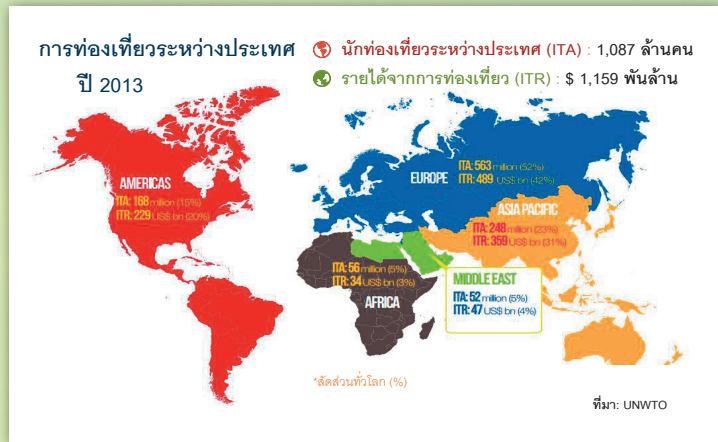 การท่องเที่ยวระหว่างประเทศ
ปี 2013
นักท่องเที่ยวระหว่างประเทศ (ITA) : 1,087 ล้านคน
รายได้จากการท่องเที่ยว (ITR) : $ 1,159 พันล้าน
AMERICAS
ITA: 168 million (15%)
ITR: 229 US$ bn (20%)
EUROPE
ITA: 563 million (52%)
ITR: 489 US$ bn (42%)
ASIA PACIFIC
ITA: 248 million (23%)
ITR: 359 US$ bn (31%)
ITA: 56 million (5%)
ITR: 34 US$ bn (3%)
AFRICA
MIDDLE EAST
ITA: 52 million (5%)
ITR: 47 US$ bn (4%)
*สัดส่วนทั่วโลก (%)
ที่มา: UNWTO